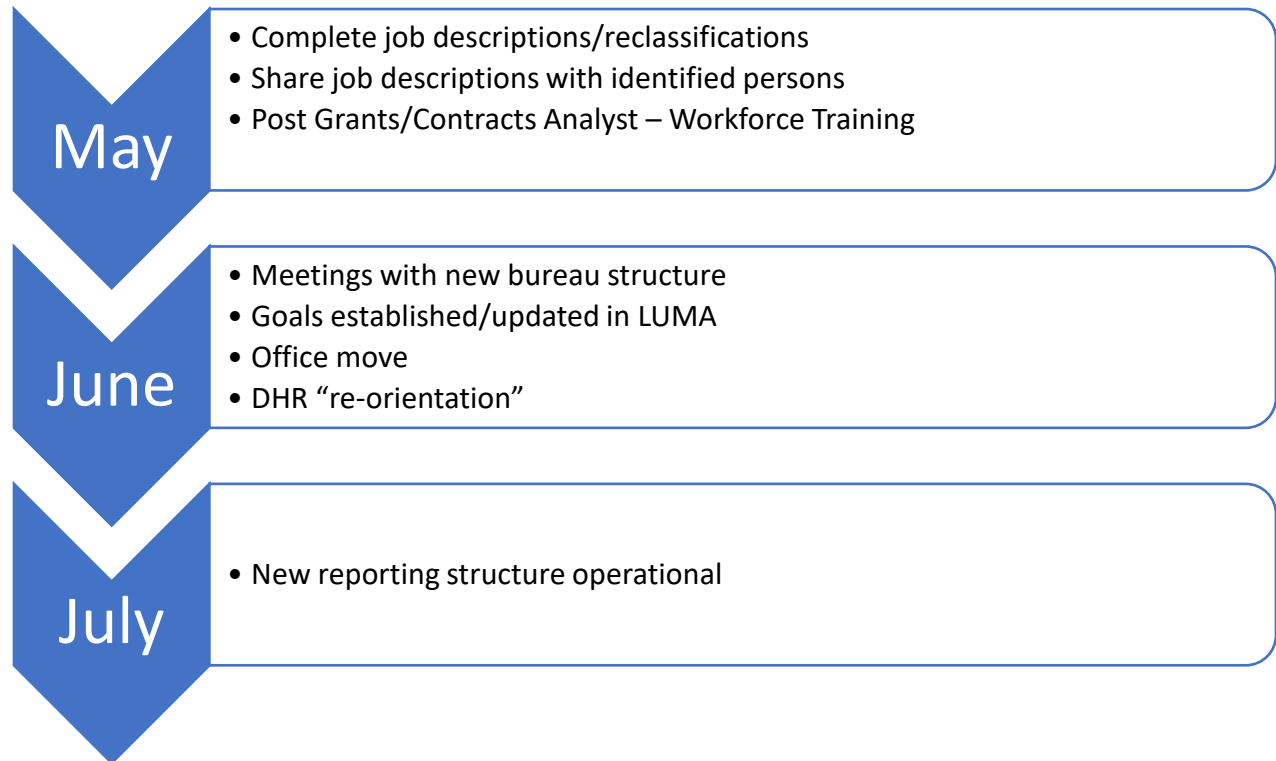 May
• Complete job descriptions/reclassifications
• Share job descriptions with identified persons
• Post Grants/Contracts Analyst – Workforce Training
June
• Meetings with new bureau structure
• Goals established/updated in LUMA
• Office move
• DHR “re-orientation”
July
• New reporting structure operational